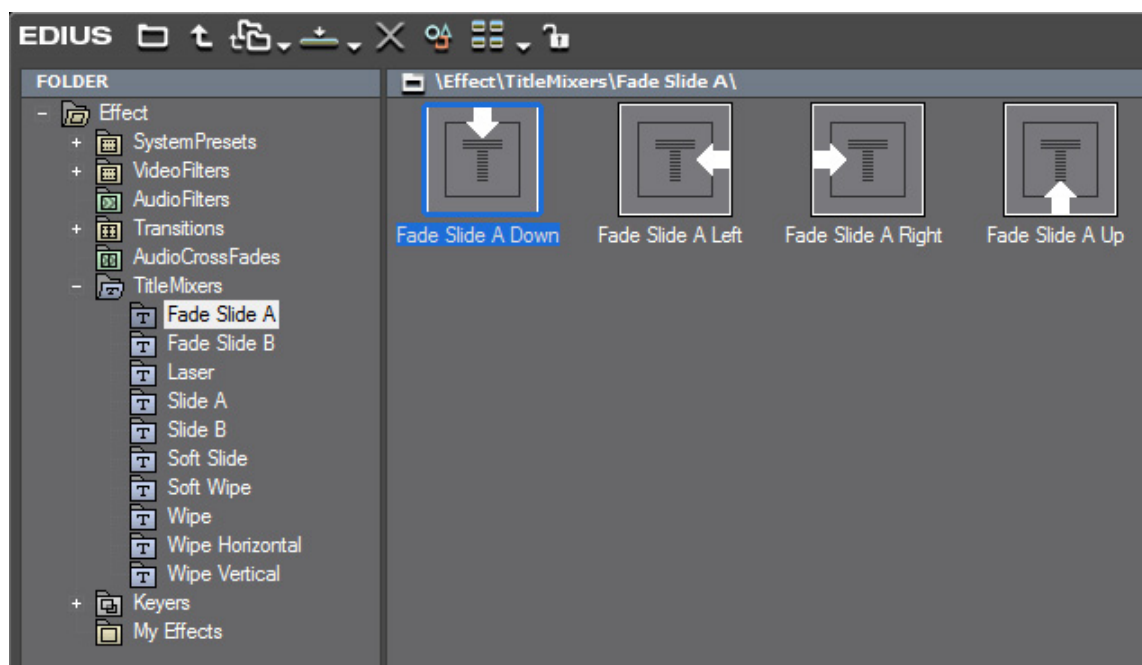 EDIUS
FOLDER
\Effect\TitleMixers\Fade Slide A\
Effect
SystemPresets
VideoFilters
AudioFilters
Transitions
AudioCrossFades
TitleMixers
Fade Slide A
Fade Slide B
Laser
Slide A
Slide B
Soft Slide
Soft Wipe
Wipe
Wipe Horizontal
Wipe Vertical
Keyers
My Effects
Fade Slide A Down
Fade Slide A Left
Fade Slide A Right
Fade Slide A Up